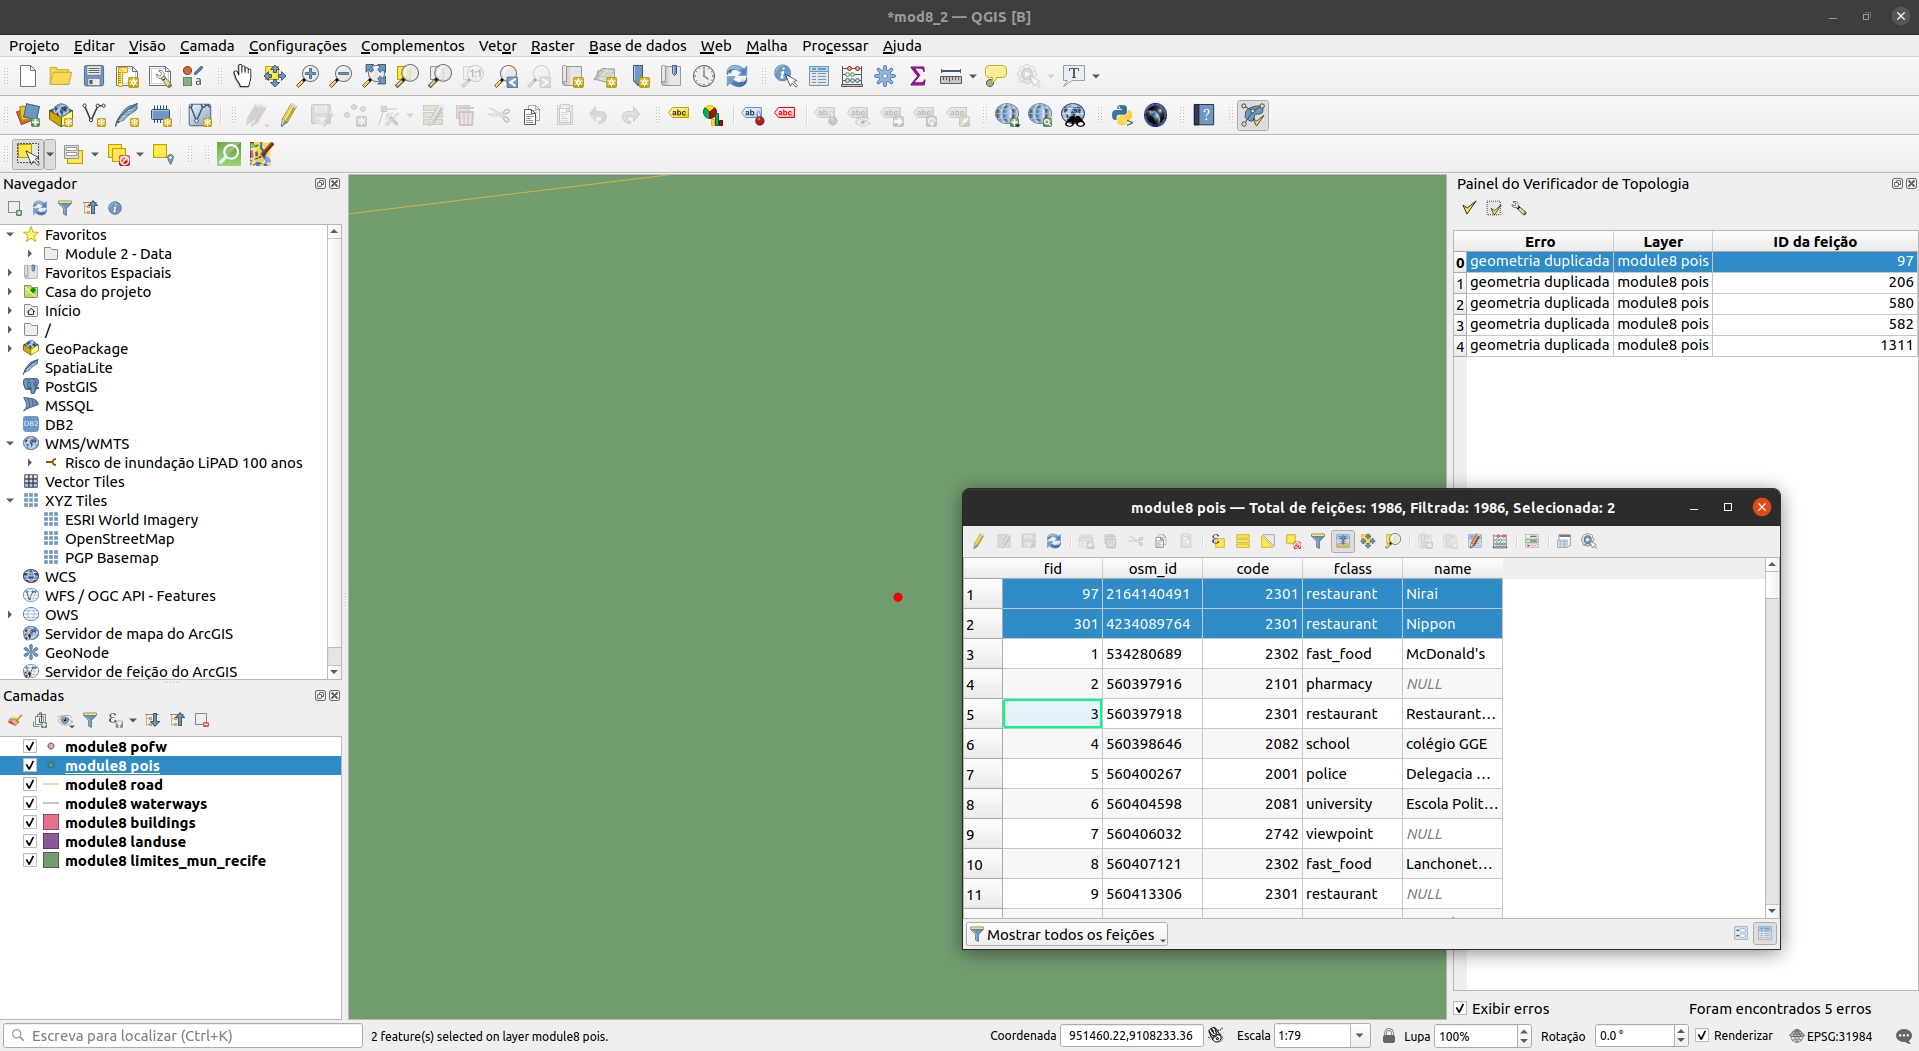 *mod8_2 — QGIS [B]
Projeto Editar Visão Camada Configurações Complementos Vetor Raster Base de dados Web Malha Processar Ajuda
Navegador
Favoritos
Module 2 - Data
Favoritos Espaciais
Casa do projeto
Início
/
GeoPackage
SpatiaLite
PostGIS
MSSQL
DB2
WMS/WMTS
Risco de inundação LiPAD 100 anos
Vector Tiles
XYZ Tiles
ESRI World Imagery
OpenStreetMap
PGP Basemap
WCS
WFS / OGC API - Features
OWS
Servidor de mapa do ArcGIS
GeoNode
Servidor de feição do ArcGIS
Camadas
module8 pofw
module8 pois
module8 road
module8 waterways
module8 buildings
module8 landuse
module8 limites_mun_recife
Painel do Verificador de Topologia
Erro Layer ID da feição
0 geometria duplicada module8 pois 97
1 geometria duplicada module8 pois 206
2 geometria duplicada module8 pois 580
3 geometria duplicada module8 pois 582
4 geometria duplicada module8 pois 1311
module8 pois — Total de feições: 1986, Filtrada: 1986, Selecionada: 2
fid osm_id code fclass name
1 97 2164140491 2301 restaurant Nirai
2 301 4234089764 2301 restaurant Nippon
3 1 534280689 2302 fast_food McDonald's
4 2 560397916 2101 pharmacy NULL
5 3 560397918 2301 restaurant Restaurant...
6 4 560398646 2082 school colégio GGE
7 5 560400267 2001 police Delegacia ...
8 6 560404598 2081 university Escola Polit...
9 7 560406032 2742 viewpoint NULL
10 8 560407121 2302 fast_food Lanchonet...
11 9 560413306 2301 restaurant NULL
Mostrar todos os feições
Exibir erros Foram encontrados 5 erros
Escreva para localizar (Ctrl+K) 2 feature(s) selected on layer module8 pois. Coordenada 951460.22,9108233.36 Escala 1:79 Lupa 100% Rotação 0.0 ° Renderizar EPSG:31984